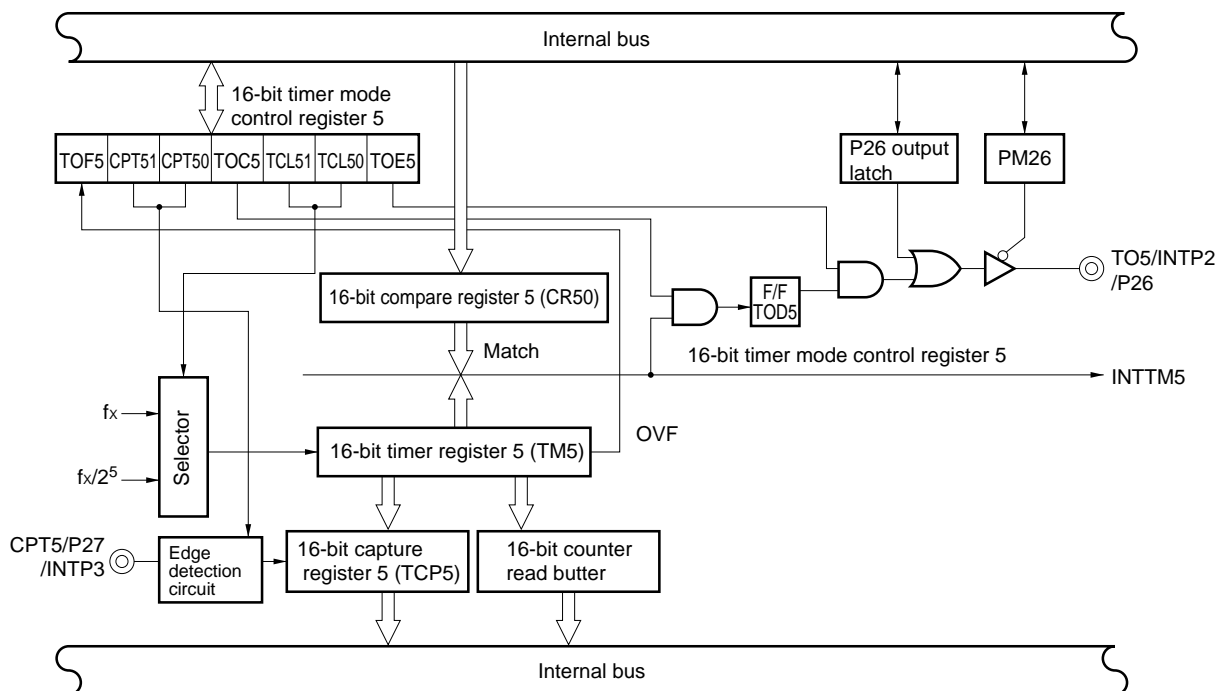 Internal bus
16-bit timer mode
control register 5
TOF5 CPT51 CPT50 TOC5 TCL51 TCL50 TOE5
P26 output
latch
PM26
TO5/INTP2
/P26
16-bit compare register 5 (CR50)
F/F
TOD5
Match
16-bit timer mode control register 5
INTTM5
fX
Selector
fX/2⁵
16-bit timer register 5 (TM5)
OVF
CPT5/P27
/INTP3
Edge
detection
circuit
16-bit capture
register 5 (TCP5)
16-bit counter
read butter
Internal bus